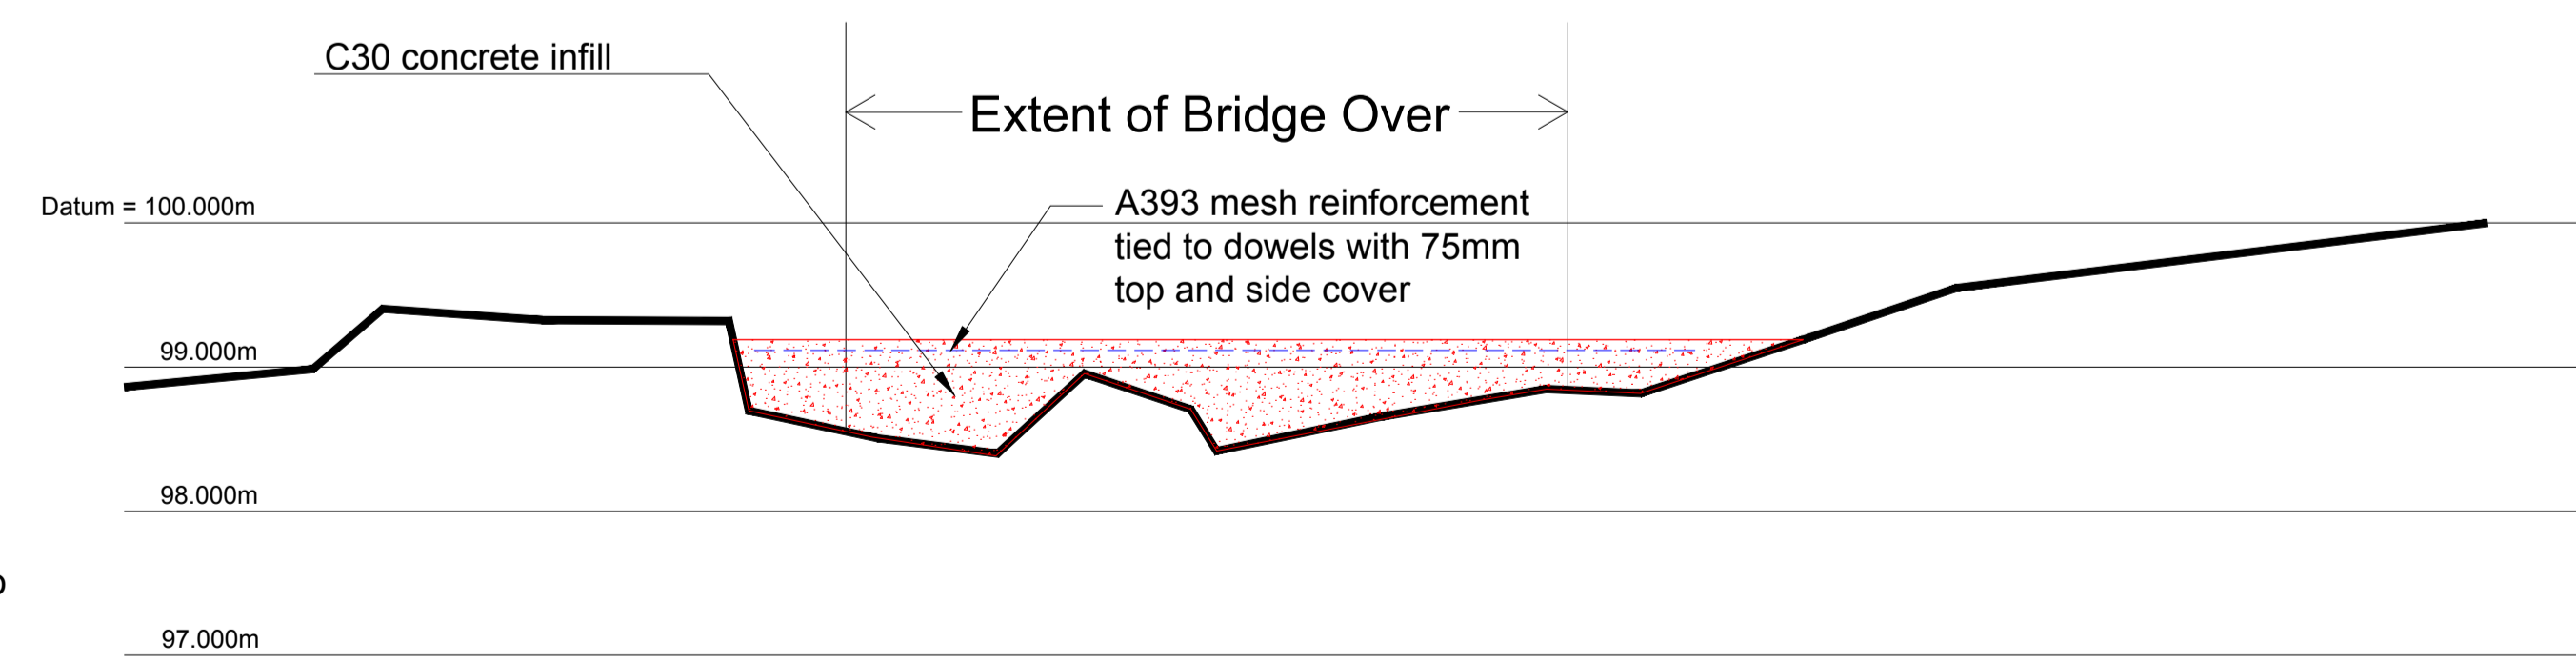 C30 concrete infill
Extent of Bridge Over
A393 mesh reinforcement
tied to dowels with 75mm
top and side cover
Datum = 100.000m
99.000m
98.000m
97.000m